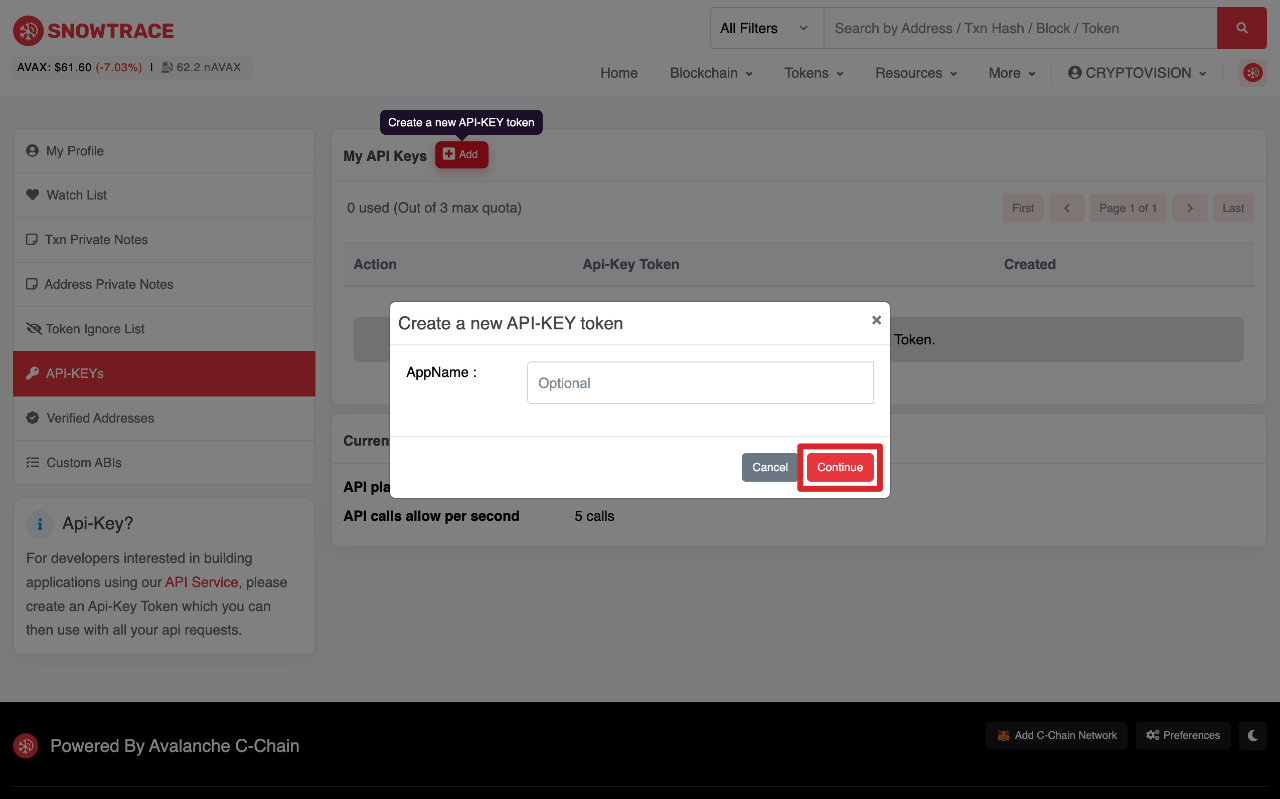 SNOWTRACE
All Filters
Search by Address / Txn Hash / Block / Token
AVAX: $61.60 (-7.03%) | 62.2 nAVAX
Home Blockchain Tokens Resources More CRYPTOVISION
Create a new API-KEY token
My API Keys Add
My Profile
Watch List
Txn Private Notes
Address Private Notes
Token Ignore List
API-KEYs
Verified Addresses
Custom ABIs
0 used (Out of 3 max quota)
First Page 1 of 1 Last
Action Api-Key Token Created
Token.
Create a new API-KEY token
×
AppName :
Optional
Cancel Continue
Curren
API pla
API calls allow per second 5 calls
Api-Key?
For developers interested in building
applications using our API Service, please
create an Api-Key Token which you can
then use with all your api requests.
Powered By Avalanche C-Chain
Add C-Chain Network Preferences